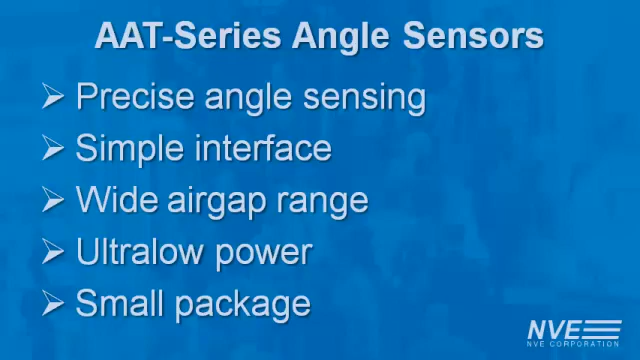 AAT-Series Angle Sensors
➢ Precise angle sensing
➢ Simple interface
➢ Wide airgap range
➢ Ultralow power
➢ Small package
NVE
NVE CORPORATION